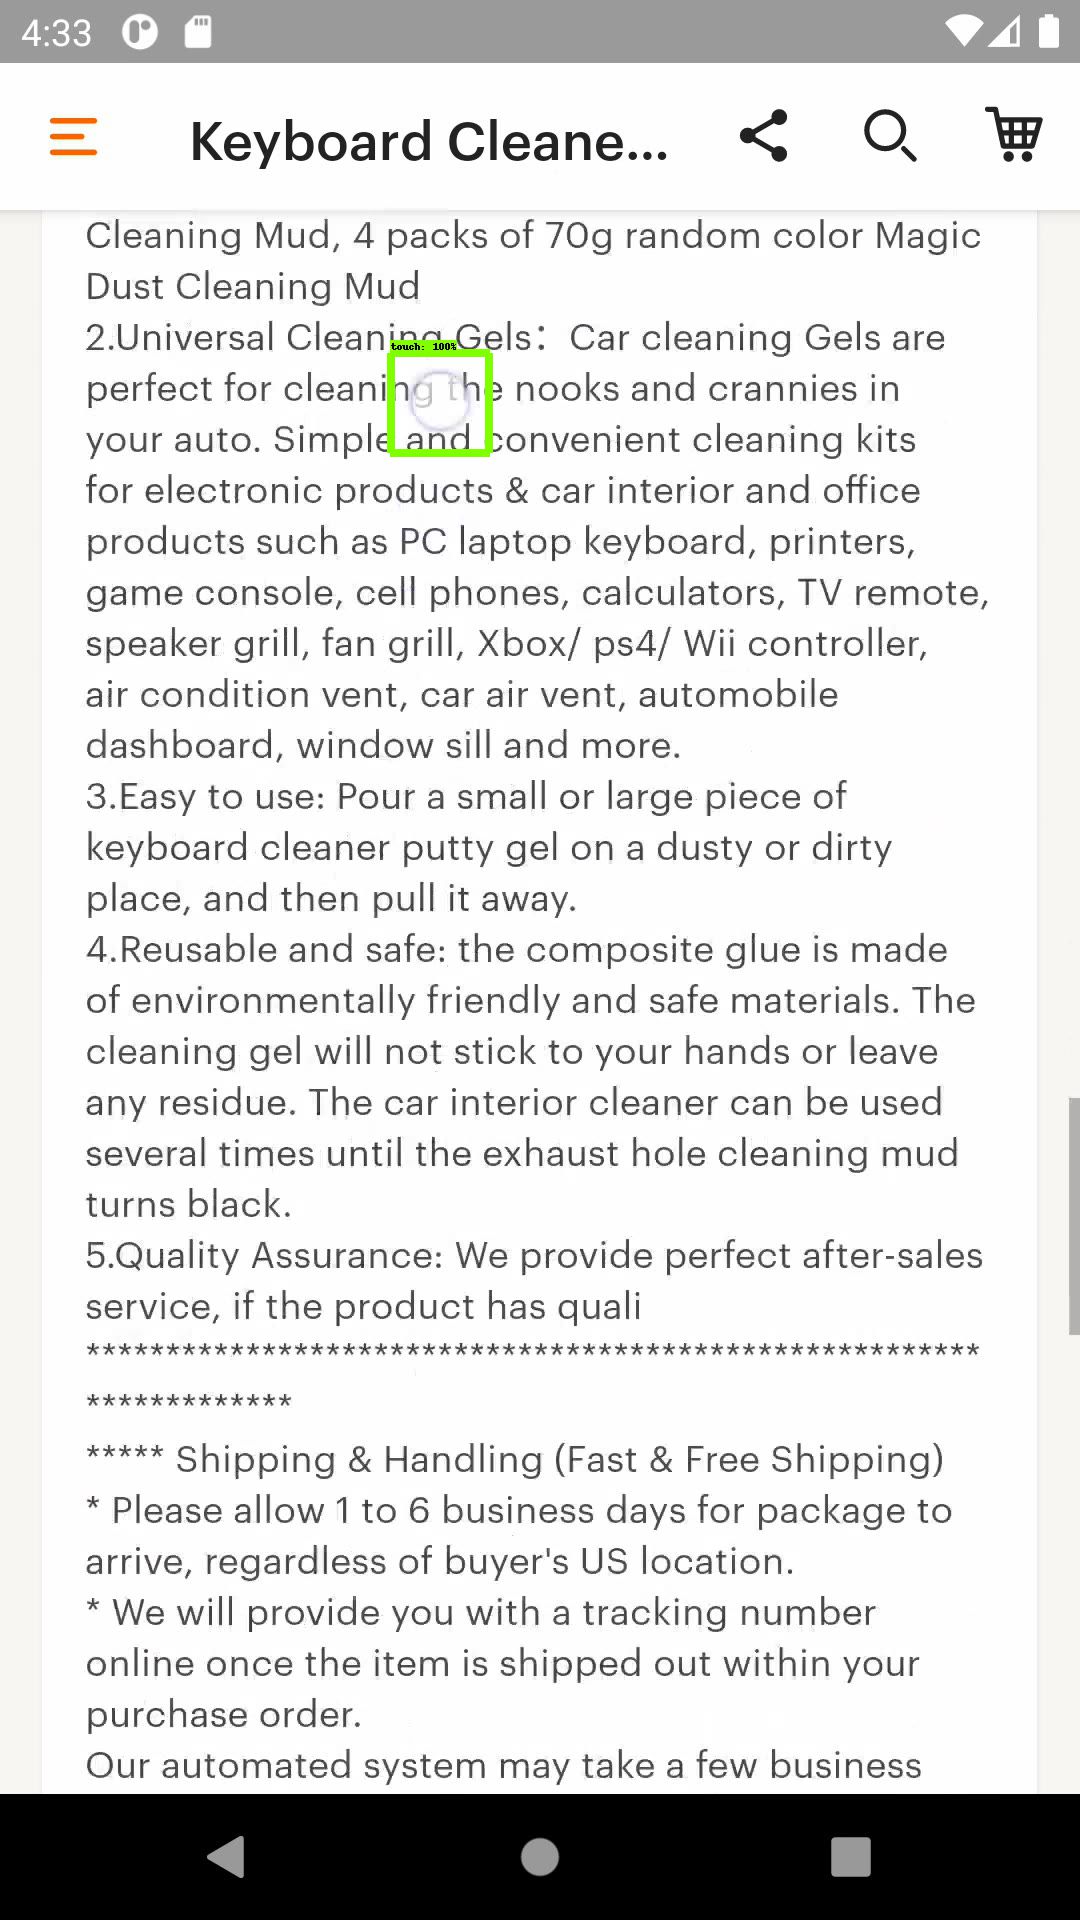 4:33
Keyboard Cleane...
Cleaning Mud, 4 packs of 70g random color Magic
Dust Cleaning Mud
2.Universal Cleaning Gels：Car cleaning Gels are
touch: 100%
perfect for cleaning the nooks and crannies in
your auto. Simple and convenient cleaning kits
for electronic products & car interior and office
products such as PC laptop keyboard, printers,
game console, cell phones, calculators, TV remote,
speaker grill, fan grill, Xbox/ ps4/ Wii controller,
air condition vent, car air vent, automobile
dashboard, window sill and more.
3.Easy to use: Pour a small or large piece of
keyboard cleaner putty gel on a dusty or dirty
place, and then pull it away.
4.Reusable and safe: the composite glue is made
of environmentally friendly and safe materials. The
cleaning gel will not stick to your hands or leave
any residue. The car interior cleaner can be used
several times until the exhaust hole cleaning mud
turns black.
5.Quality Assurance: We provide perfect after-sales
service, if the product has quali
********************************************************
*************
***** Shipping & Handling (Fast & Free Shipping)
* Please allow 1 to 6 business days for package to
arrive, regardless of buyer's US location.
* We will provide you with a tracking number
online once the item is shipped out within your
purchase order.
Our automated system may take a few business